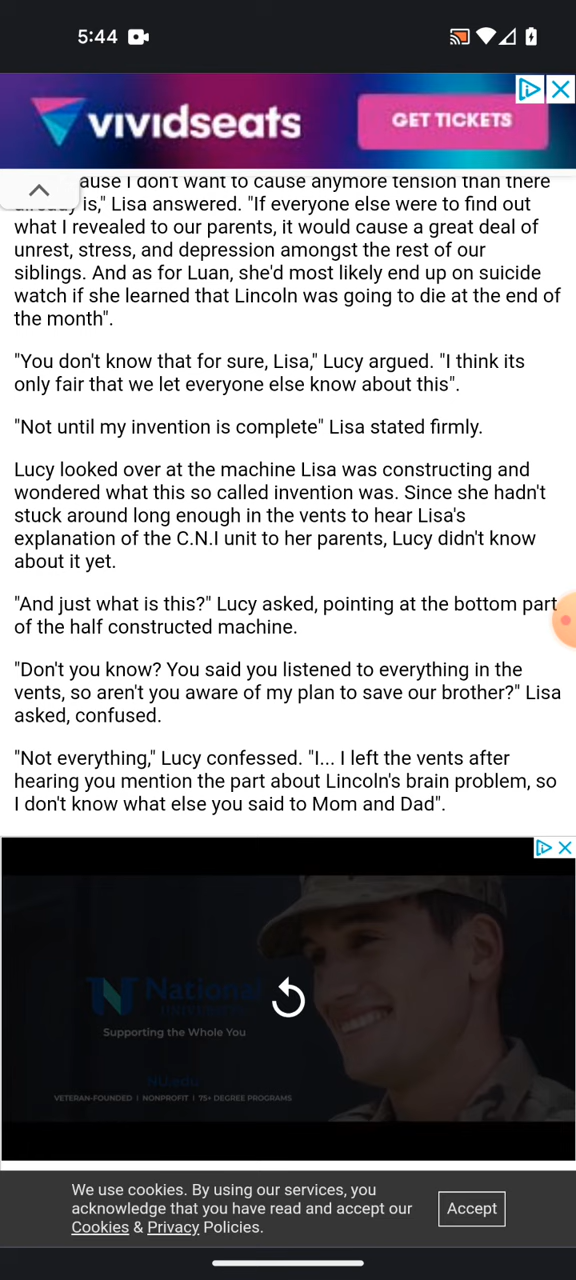 5:44
vividseats
GET TICKETS
ause I don't want to cause anymore tension than there
is," Lisa answered. "If everyone else were to find out
what I revealed to our parents, it would cause a great deal of
unrest, stress, and depression amongst the rest of our
siblings. And as for Luan, she'd most likely end up on suicide
watch if she learned that Lincoln was going to die at the end of
the month".
"You don't know that for sure, Lisa," Lucy argued. "I think its
only fair that we let everyone else know about this".
"Not until my invention is complete" Lisa stated firmly.
Lucy looked over at the machine Lisa was constructing and
wondered what this so called invention was. Since she hadn't
stuck around long enough in the vents to hear Lisa's
explanation of the C.N.I unit to her parents, Lucy didn't know
about it yet.
"And just what is this?" Lucy asked, pointing at the bottom part
of the half constructed machine.
"Don't you know? You said you listened to everything in the
vents, so aren't you aware of my plan to save our brother?" Lisa
asked, confused.
"Not everything," Lucy confessed. "I... I left the vents after
hearing you mention the part about Lincoln's brain problem, so
I don't know what else you said to Mom and Dad".
National
UNIVERSITY
Supporting the Whole You
NU.edu
VETERAN-FOUNDED | NONPROFIT | 75+ DEGREE PROGRAMS
We use cookies. By using our services, you
acknowledge that you have read and accept our
Cookies & Privacy Policies.
Accept